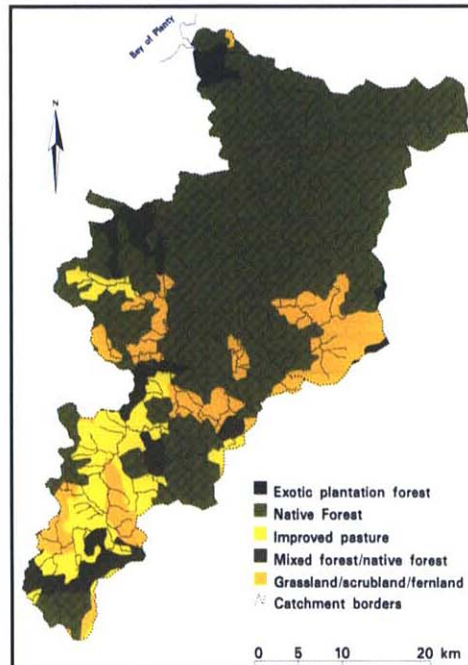 Bay of Plenty
N
Exotic plantation forest
Native Forest
Improved pasture
Mixed forest/native forest
Grassland/scrubland/fernland
Catchment borders
0 5 10 20 km